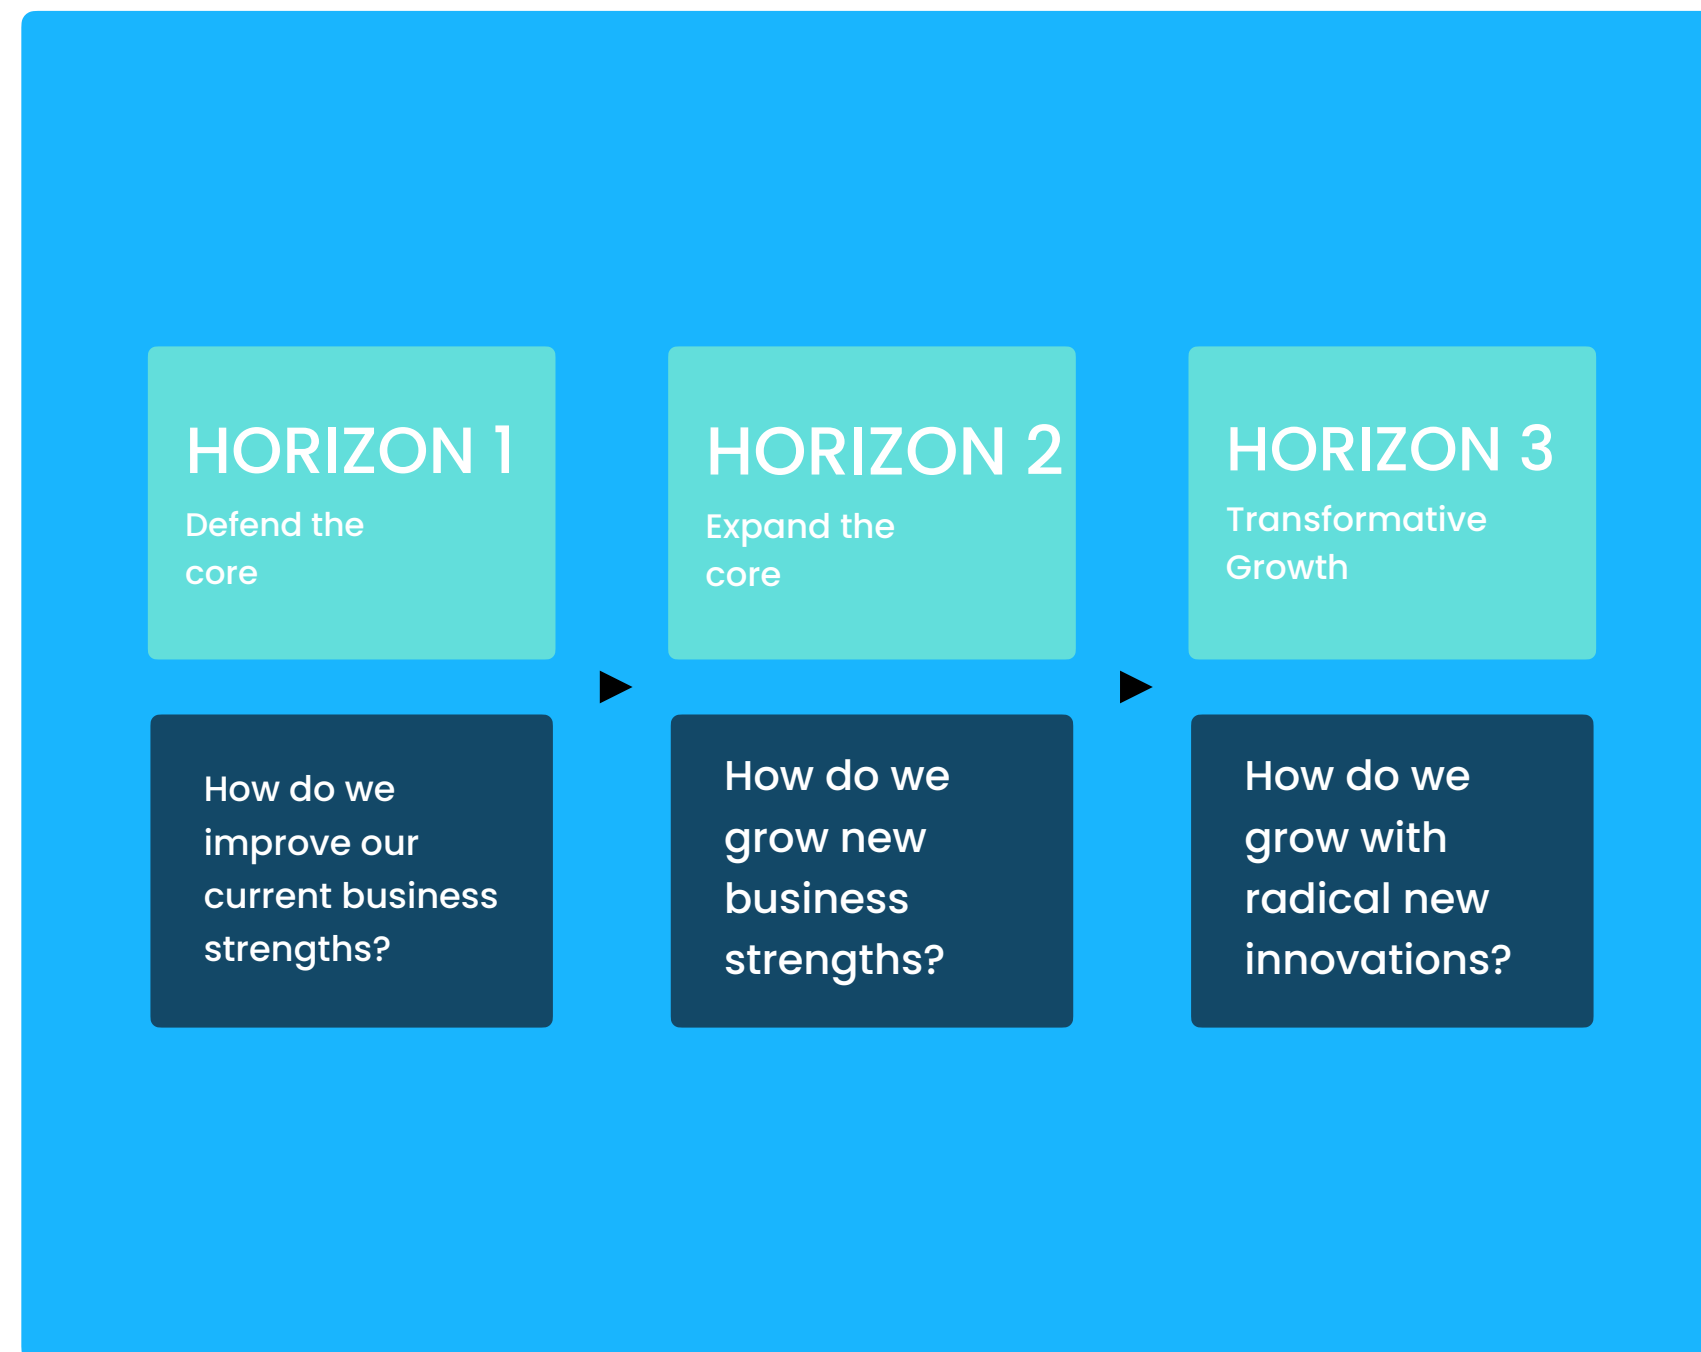 HORIZON 1
Defend the
core
How do we
improve our
current business
strengths?
HORIZON 2
Expand the
core
How do we
grow new
business
strengths?
HORIZON 3
Transformative
Growth
How do we
grow with
radical new
innovations?